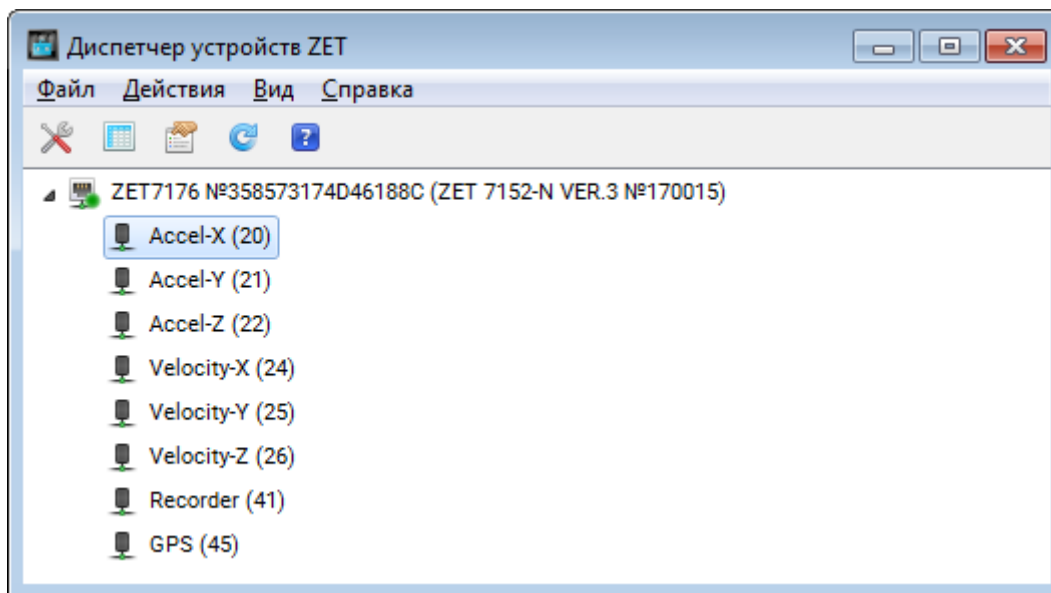 Диспетчер устройств ZET
Файл Действия Вид Справка
ZET7176 №358573174D46188C (ZET 7152-N VER.3 №170015)
Accel-X (20)
Accel-Y (21)
Accel-Z (22)
Velocity-X (24)
Velocity-Y (25)
Velocity-Z (26)
Recorder (41)
GPS (45)